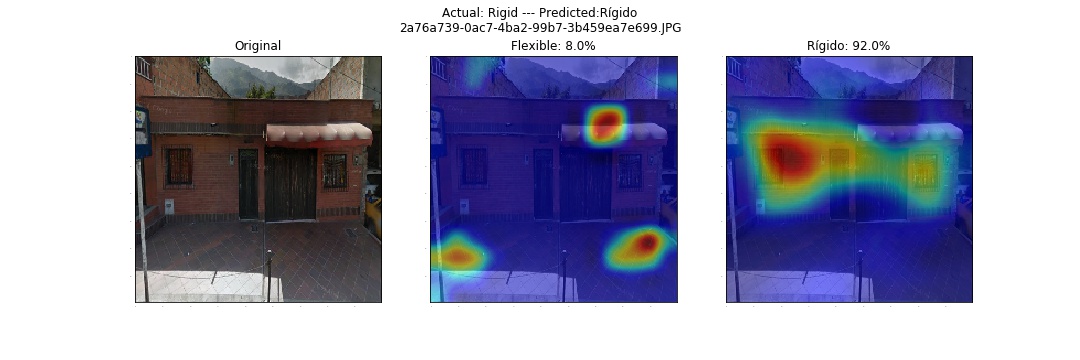 Actual: Rigid --- Predicted:Rígido
2a76a739-0ac7-4ba2-99b7-3b459ea7e699.JPG
Original
Flexible: 8.0%
Rígido: 92.0%